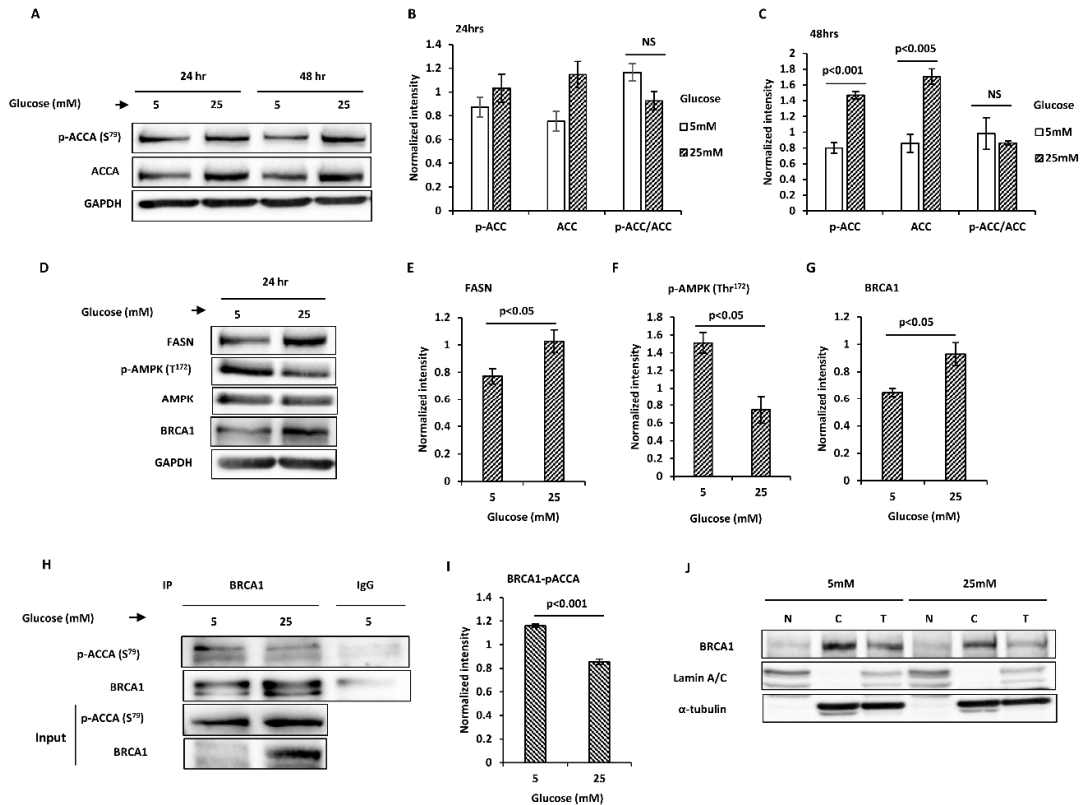 A
24 hr 48 hr
Glucose (mM) 5 25 5 25
p-ACCA (S⁷⁹)
ACCA
GAPDH
B
24hrs
Normalized intensity
1.4
1.2
1
0.8
0.6
0.4
0.2
0
NS
p-ACC ACC p-ACC/ACC
Glucose
5mM
25mM
C
48hrs
Normalized intensity
2
1.8
1.6
1.4
1.2
1
0.8
0.6
0.4
0.2
0
p<0.001
p<0.005
NS
p-ACC ACC p-ACC/ACC
Glucose
5mM
25mM
D
24 hr
Glucose (mM) 5 25
FASN
p-AMPK (T¹⁷²)
AMPK
BRCA1
GAPDH
E
FASN
Normalized intensity
1.4
1.2
1
0.8
0.6
0.4
0.2
0
p<0.05
5 25
Glucose (mM)
F
p-AMPK (Thr¹⁷²)
Normalized intensity
1.8
1.6
1.4
1.2
1
0.8
0.6
0.4
0.2
0
p<0.05
5 25
Glucose (mM)
G
BRCA1
Normalized intensity
1.4
1.2
1
0.8
0.6
0.4
0.2
0
p<0.05
5 25
Glucose (mM)
H
IP BRCA1 IgG
Glucose (mM) 5 25 5
p-ACCA (S⁷⁹)
BRCA1
Input
p-ACCA (S⁷⁹)
BRCA1
I
BRCA1-pACCA
Normalized intensity
1.4
1.2
1
0.8
0.6
0.4
0.2
0
p<0.001
5 25
Glucose (mM)
J
5mM 25mM
N C T N C T
BRCA1
Lamin A/C
α-tubulin